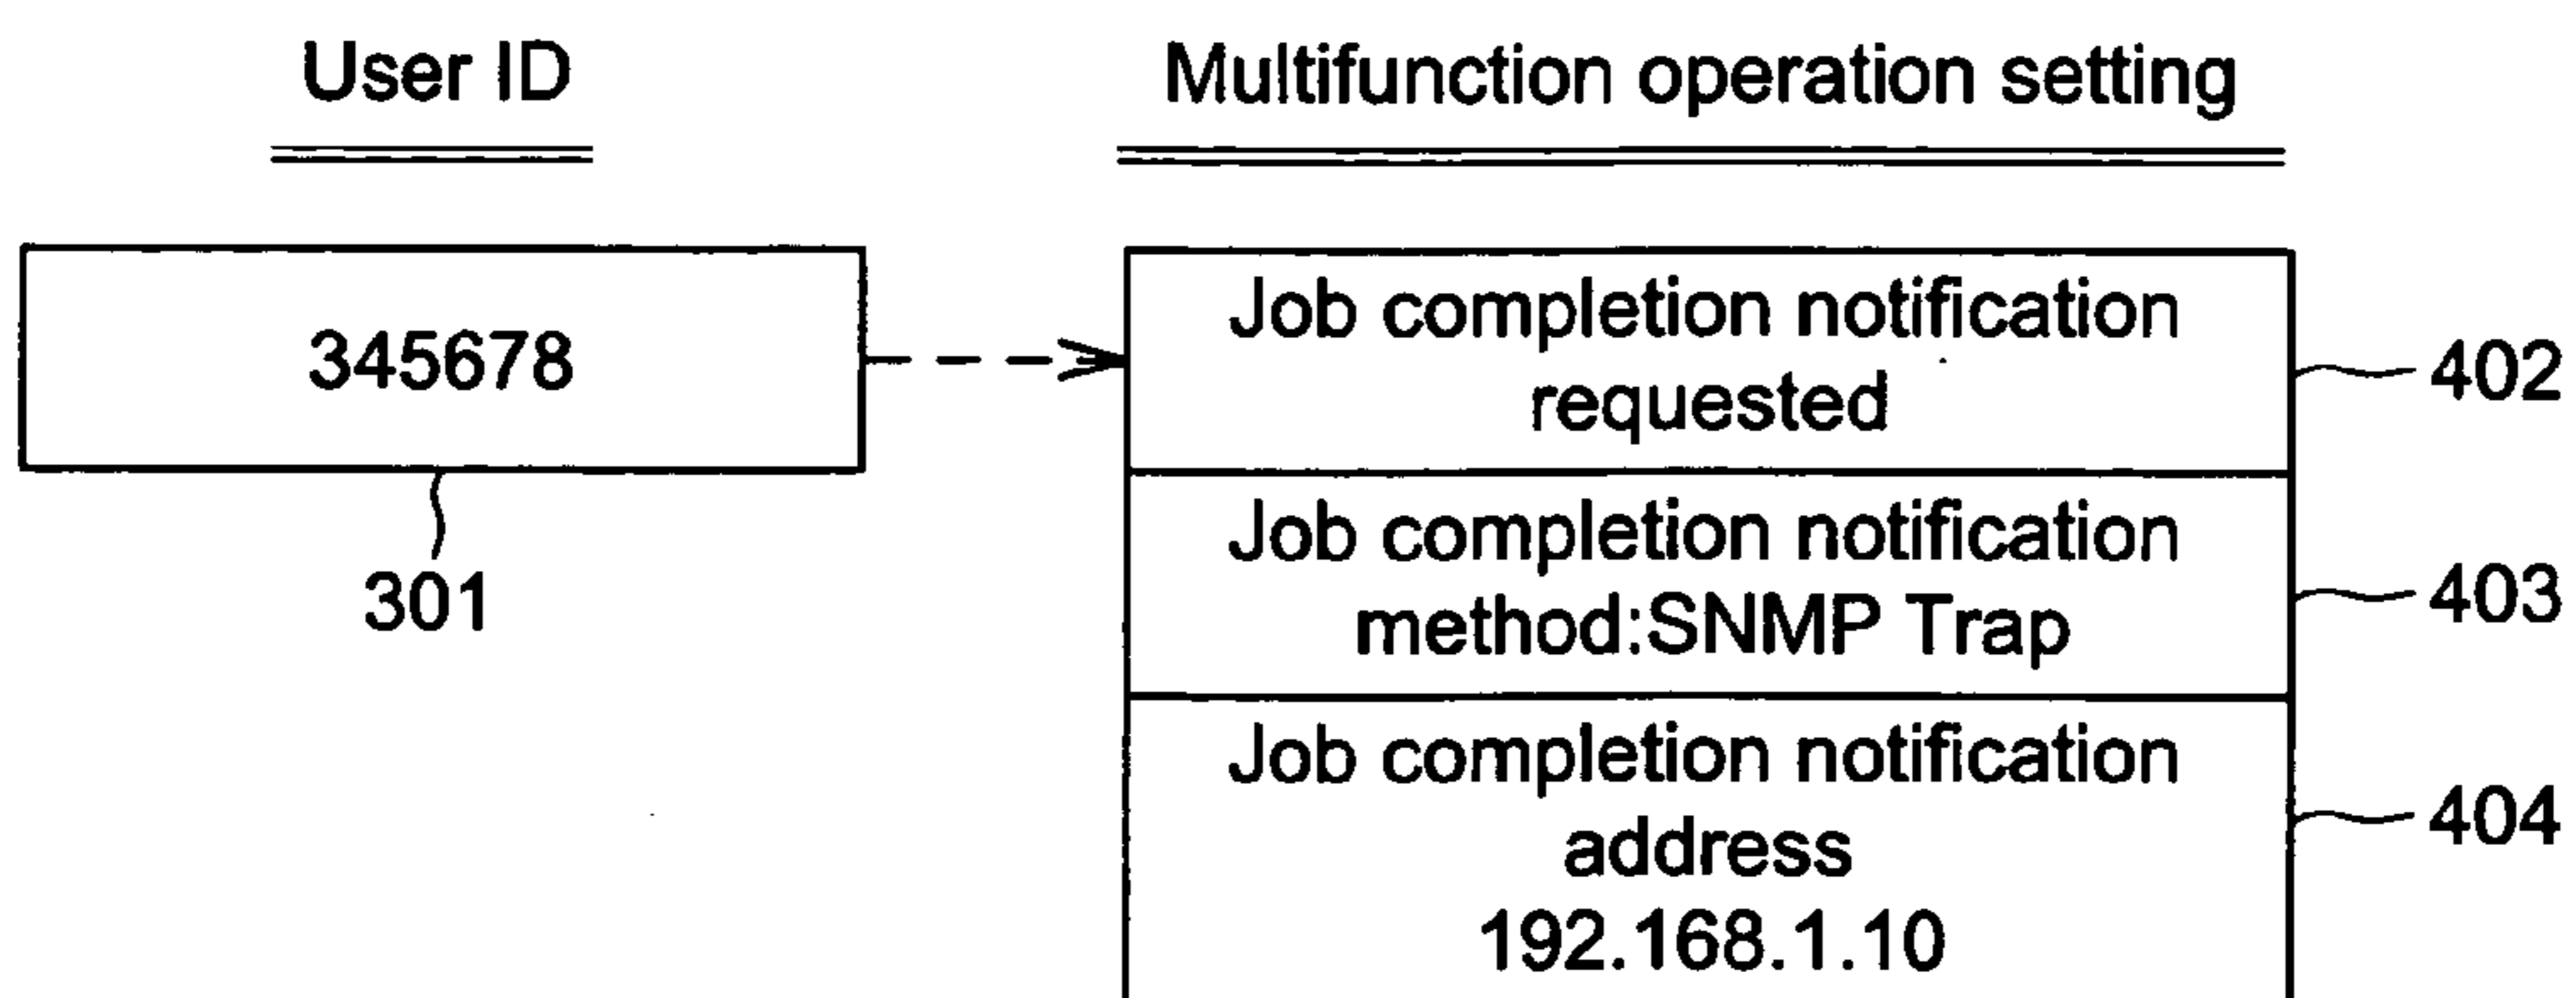 User ID
Multifunction operation setting
345678
301
Job completion notification
requested
402
Job completion notification
method:SNMP Trap
403
Job completion notification
address
192.168.1.10
404